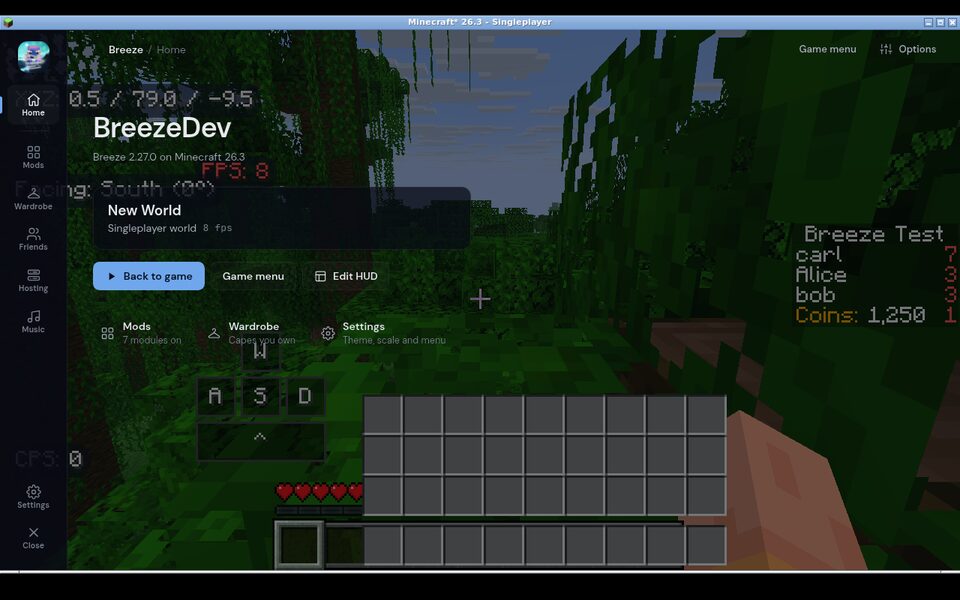 Minecraft* 26.3 - Singleplayer
Breeze / Home
Game menu
Options
0.5 / 79.0 / -9.5
Home
BreezeDev
Breeze 2.27.0 on Minecraft 26.3
FPS: 8
Mods
Facing: South (0°)
Wardrobe
New World
Singleplayer world 8 fps
Friends
Breeze Test
carl 7
Alice 3
bob 3
Coins: 1,250 1
Back to game
Game menu
Edit HUD
Hosting
Music
Mods
7 modules on
Wardrobe
Capes you own
Settings
Theme, scale and menu
W
A S D
^
CPS: 0
Settings
Close